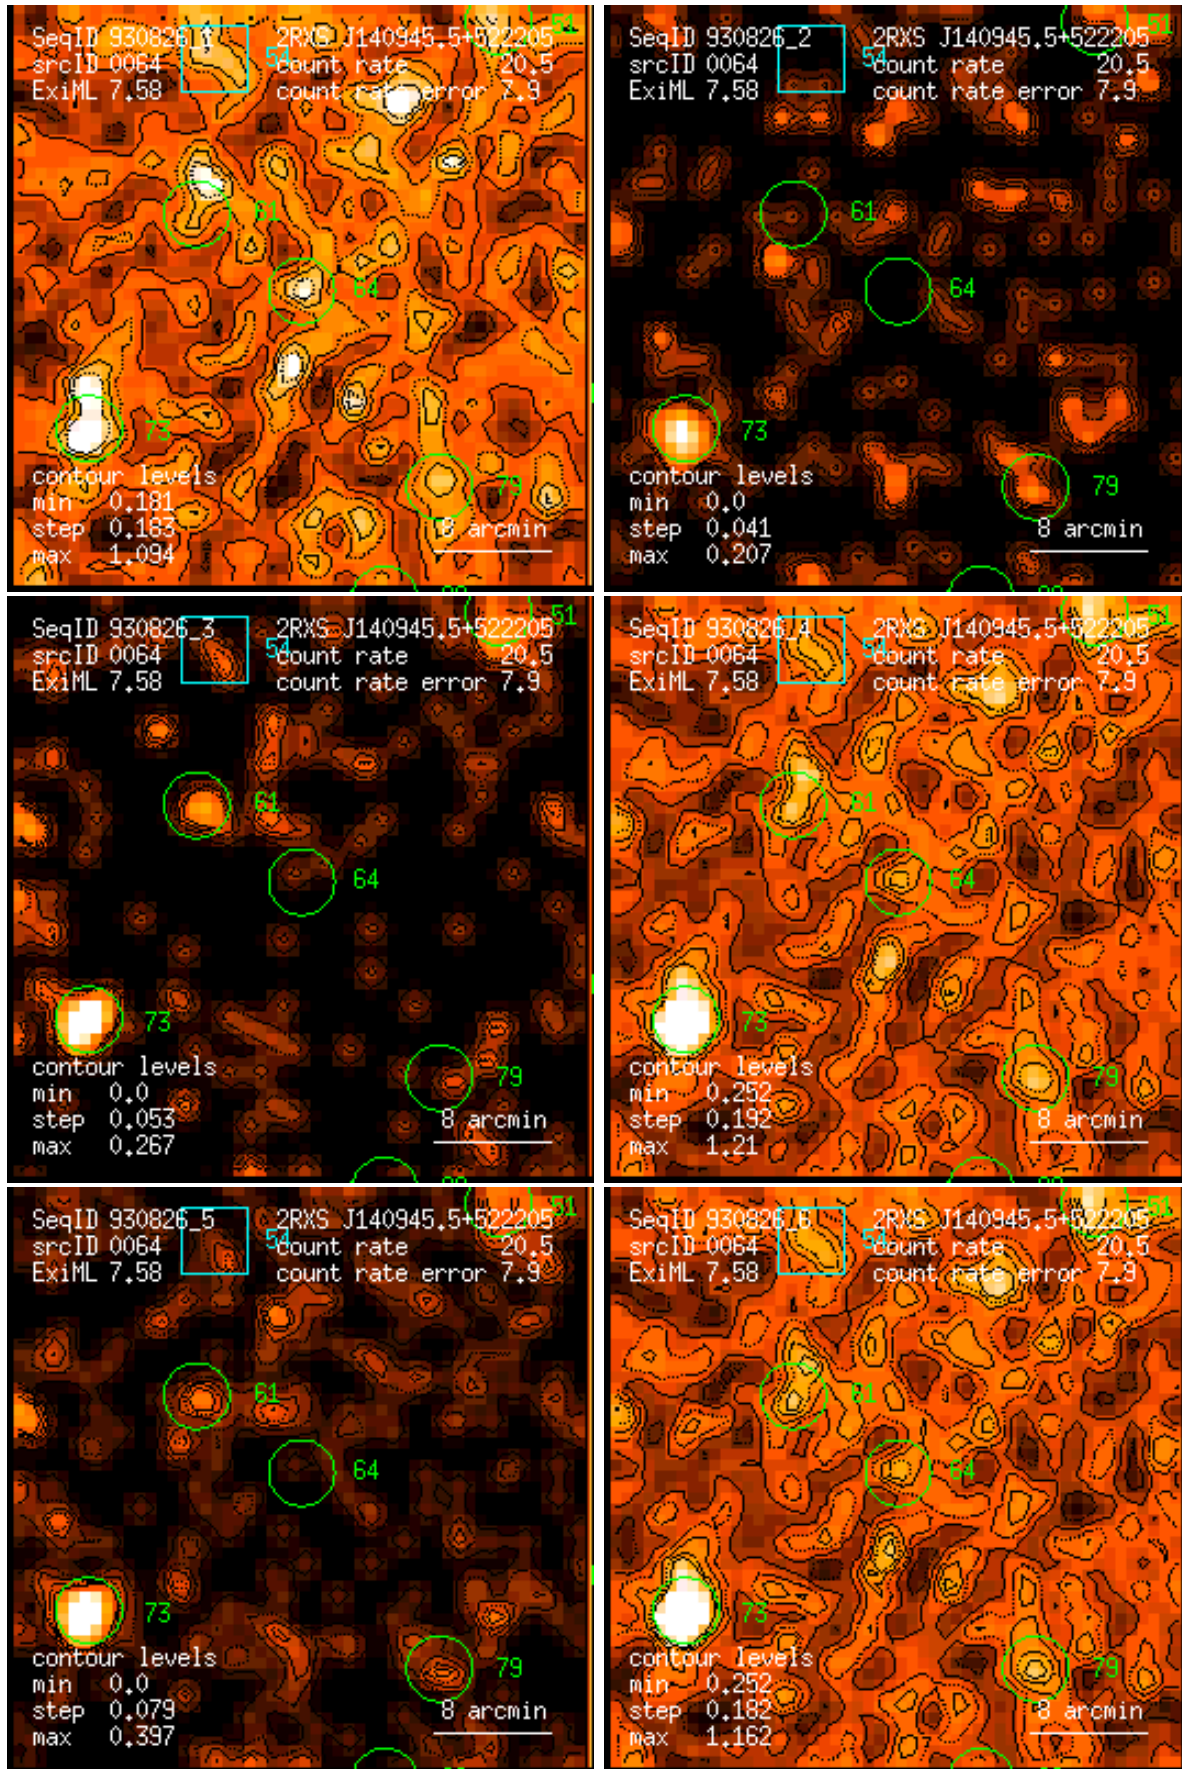 SeqID 930826_1 2RXS J140945.5+522205 51
srcID 0064 54 count rate 20.5
ExiML 7.58 count rate error 7.9
61
64
73
contour levels
79
min 0.181
step 0.183 8 arcmin
max 1.094
SeqID 930826_2 2RXS J140945.5+522205 51
srcID 0064 54 count rate 20.5
ExiML 7.58 count rate error 7.9
61
64
73
contour levels
79
min 0.0
step 0.041 8 arcmin
max 0.207
SeqID 930826_3 2RXS J140945.5+522205 51
srcID 0064 54 count rate 20.5
ExiML 7.58 count rate error 7.9
61
64
73
contour levels
79
min 0.0
step 0.053 8 arcmin
max 0.267
SeqID 930826_4 2RXS J140945.5+522205 51
srcID 0064 54 count rate 20.5
ExiML 7.58 count rate error 7.9
61
64
73
contour levels
79
min 0.252
step 0.192 8 arcmin
max 1.21
SeqID 930826_5 2RXS J140945.5+522205 51
srcID 0064 54 count rate 20.5
ExiML 7.58 count rate error 7.9
61
64
73
contour levels
79
min 0.0
step 0.079 8 arcmin
max 0.397
SeqID 930826_6 2RXS J140945.5+522205 51
srcID 0064 54 count rate 20.5
ExiML 7.58 count rate error 7.9
61
64
73
contour levels
79
min 0.252
step 0.182 8 arcmin
max 1.162